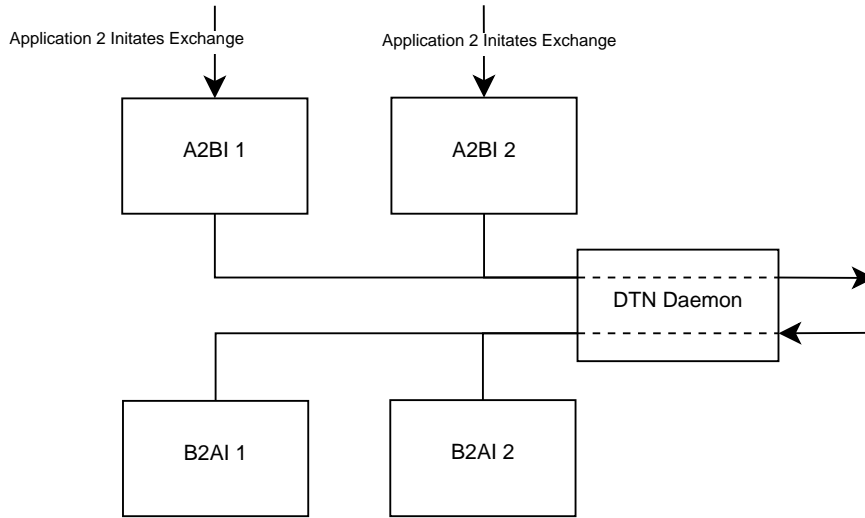 Application 2 Initates Exchange
Application 2 Initates Exchange
A2BI 1
A2BI 2
DTN Daemon
B2AI 1
B2AI 2